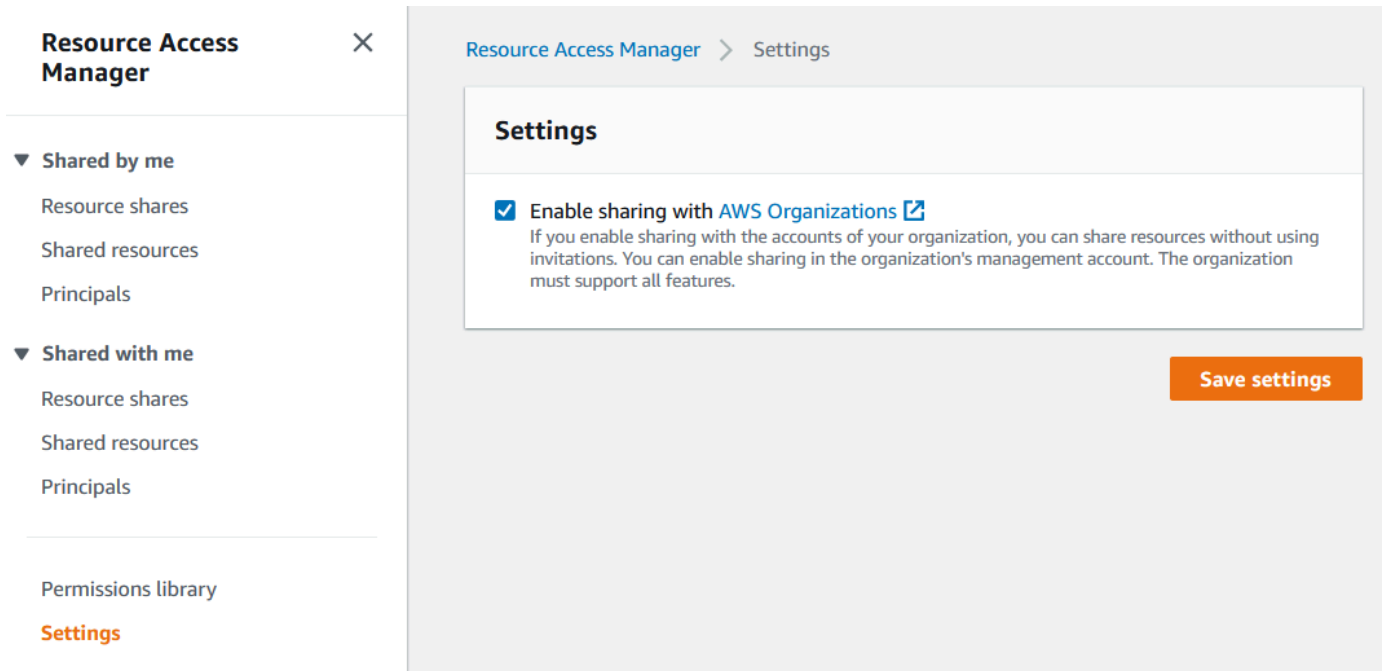 Resource Access
Manager
Shared by me
Resource shares
Shared resources
Principals
Shared with me
Resource shares
Shared resources
Principals
Permissions library
Settings
Resource Access Manager
Settings
Settings
Enable sharing with AWS Organizations
If you enable sharing with the accounts of your organization, you can share resources without using
invitations. You can enable sharing in the organization's management account. The organization
must support all features.
Save settings